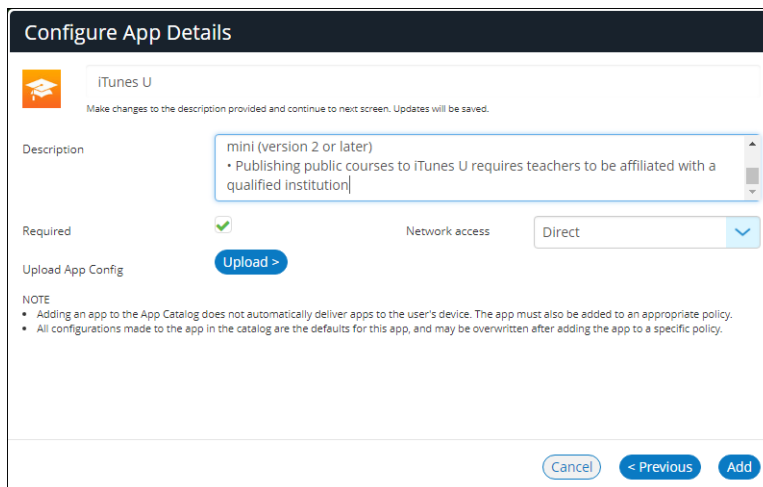 Configure App Details
iTunes U
Make changes to the description provided and continue to next screen. Updates will be saved.
Description
mini (version 2 or later)
• Publishing public courses to iTunes U requires teachers to be affiliated with a
qualified institution
Required
Network access
Direct
Upload App Config
Upload >
NOTE
• Adding an app to the App Catalog does not automatically deliver apps to the user's device. The app must also be added to an appropriate policy.
• All configurations made to the app in the catalog are the defaults for this app, and may be overwritten after adding the app to a specific policy.
Cancel
< Previous
Add